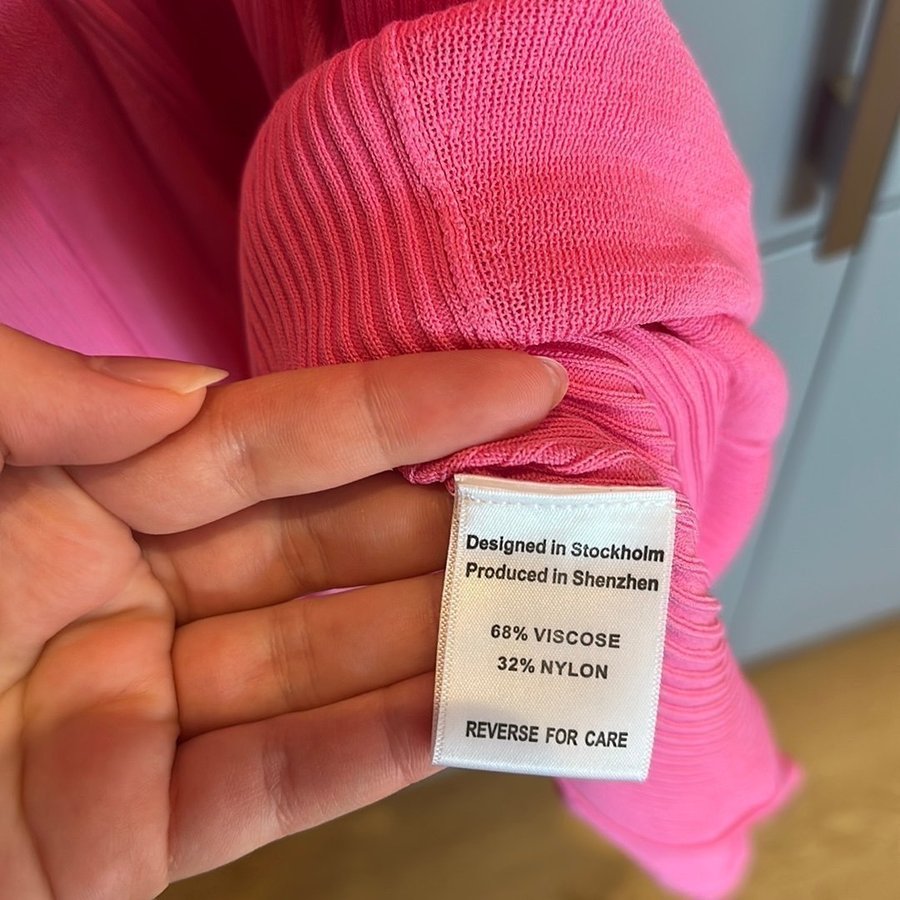 Designed in Stockholm
Produced in Shenzhen
68% VISCOSE
32% NYLON
REVERSE FOR CARE